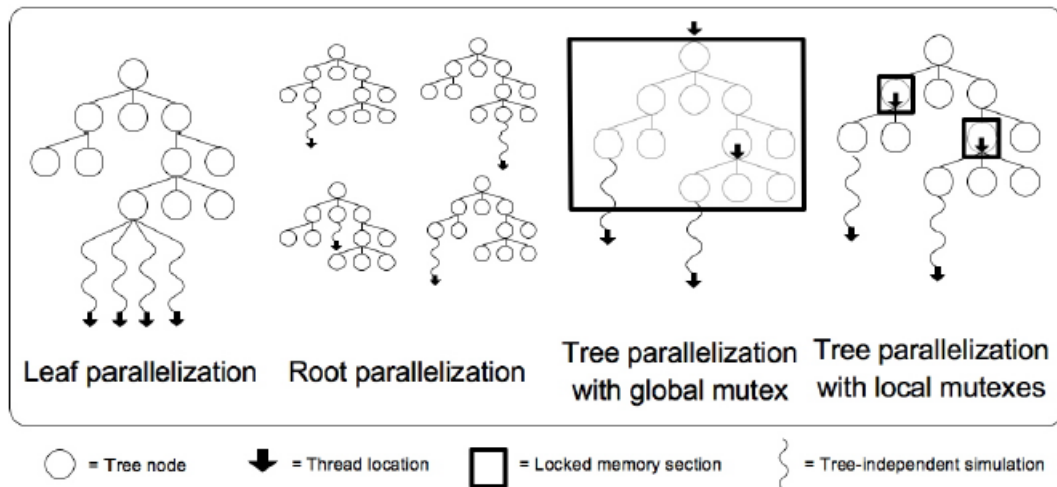 Leaf parallelization
Root parallelization
Tree parallelization
with global mutex
Tree parallelization
with local mutexes
= Tree node
= Thread location
= Locked memory section
= Tree-independent simulation